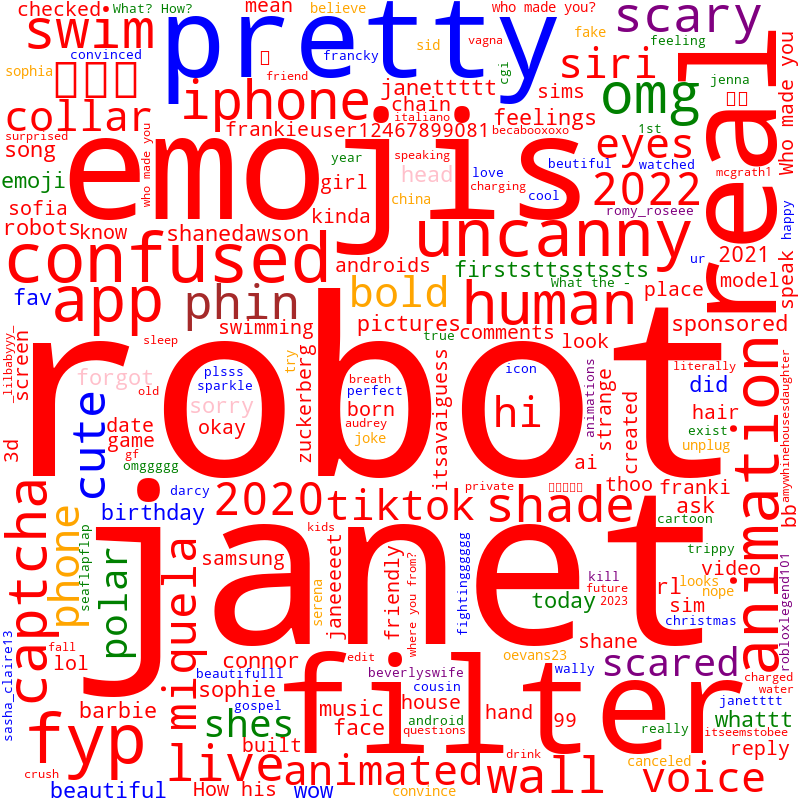 checked•
What? How?
mean
believe
who made you?
scary
swim
pretty
fake
convinced
francky
sid
vagna
feeling
sophia
siri
real
who made you
friend
cgi
jenna
iphone
janettttt
sims
omg
collar
chain
italiano
feelings
frankie
user12467899081
becabooxoxo
1st
surprised
song
who made you
emojis
year
speaking
eyes
beutiful
watched
mcgrath1
emoji
girl
head
love
charging
cool
2022
sofia
china
kinda
romy_roseee
happy
robots
know
shanedawson
uncanny
confused
androids
firststtsstssts
ur
2021
speak
fav
app
phin
bold
What the -
human
place
model
swimming
pictures
comments
sponsored
_lilbabyyy_
screen
sleep
true
look
robot
zuckerberg
try
itsavaiguess
strange
animations
literally
forgot
plsss
breath
icon
did
sparkle
perfect
old
cute
sorry
born
hi
created
hair
3d
date
okay
audrey
exist
game
joke
unplug
animation
amywhinehousesdaughter
gf
omggggg
ai
captcha
darcy
private
thoo
franki
bb
birthday
2020
tiktok
shade
ask
cartoon
phone
seaflapflap
kids
janet
polar
miquela
samsung
janeeeeet
friendly
where you from?
fightingggggg
trippy
video
robloxlegend101
kill
rl
looks
serena
future
nope
today
2023
sim
christmas
sasha_claire13
fall
edit
oevans23
shane
lol
connor
filter
wally
scared
beautifulll
beverlyswife
charged
sophie
cousin
water
barbie
gospel
music
house
hand
99
janetttt
fyp
shes
android
whattt
face
questions
really
itseemstobee
built
live
animated
drink
reply
crush
canceled
wall
voice
beautiful
How his
wow
convince